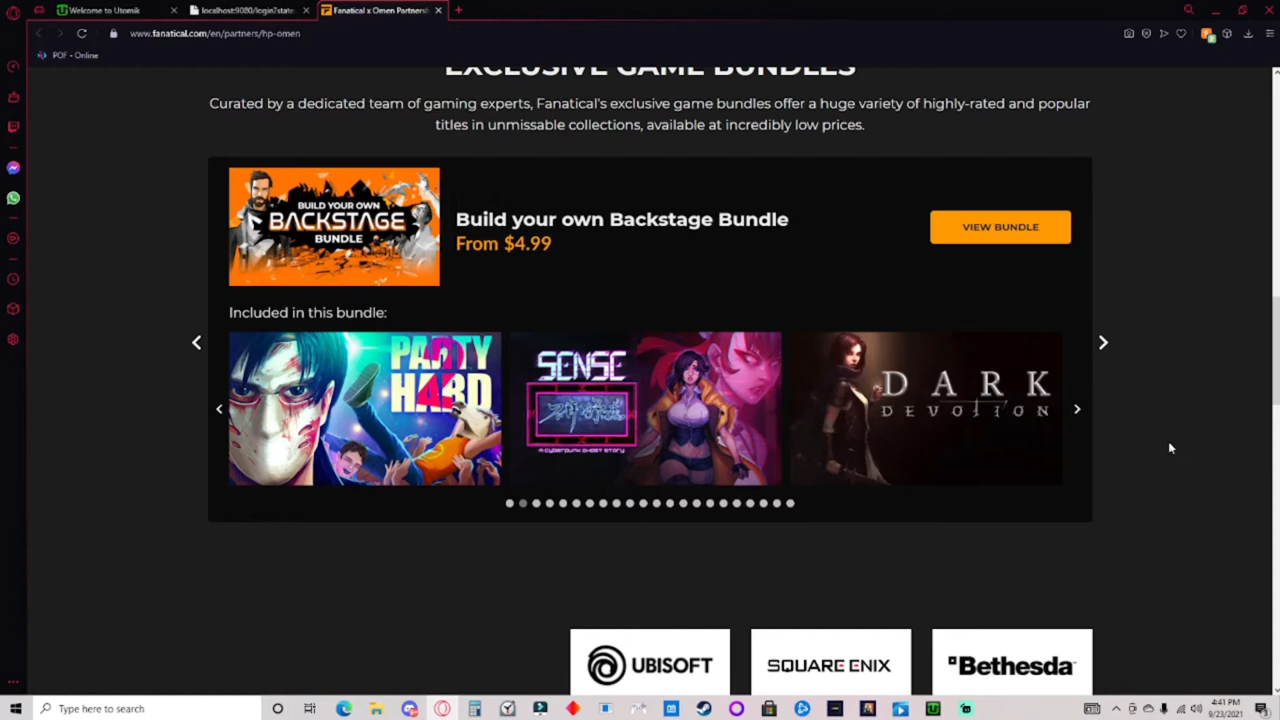 Welcome to Utomik
localhost:9080/login?state
Fanatical x Omen Partnersh
www.fanatical.com/en/partners/hp-omen
POF - Online
EXCLUSIVE GAME BUNDLES
Curated by a dedicated team of gaming experts, Fanatical's exclusive game bundles offer a huge variety of highly-rated and popular
titles in unmissable collections, available at incredibly low prices.
BUILD YOUR OWN
BACKSTAGE
BUNDLE
Build your own Backstage Bundle
From $4.99
VIEW BUNDLE
Included in this bundle:
PARTY
HARD
SENSE
A CYBERPUNK GHOST STORY
DARK
DEVOTION
UBISOFT
SQUARE ENIX
Bethesda
Type here to search
4:41 PM
9/23/2021